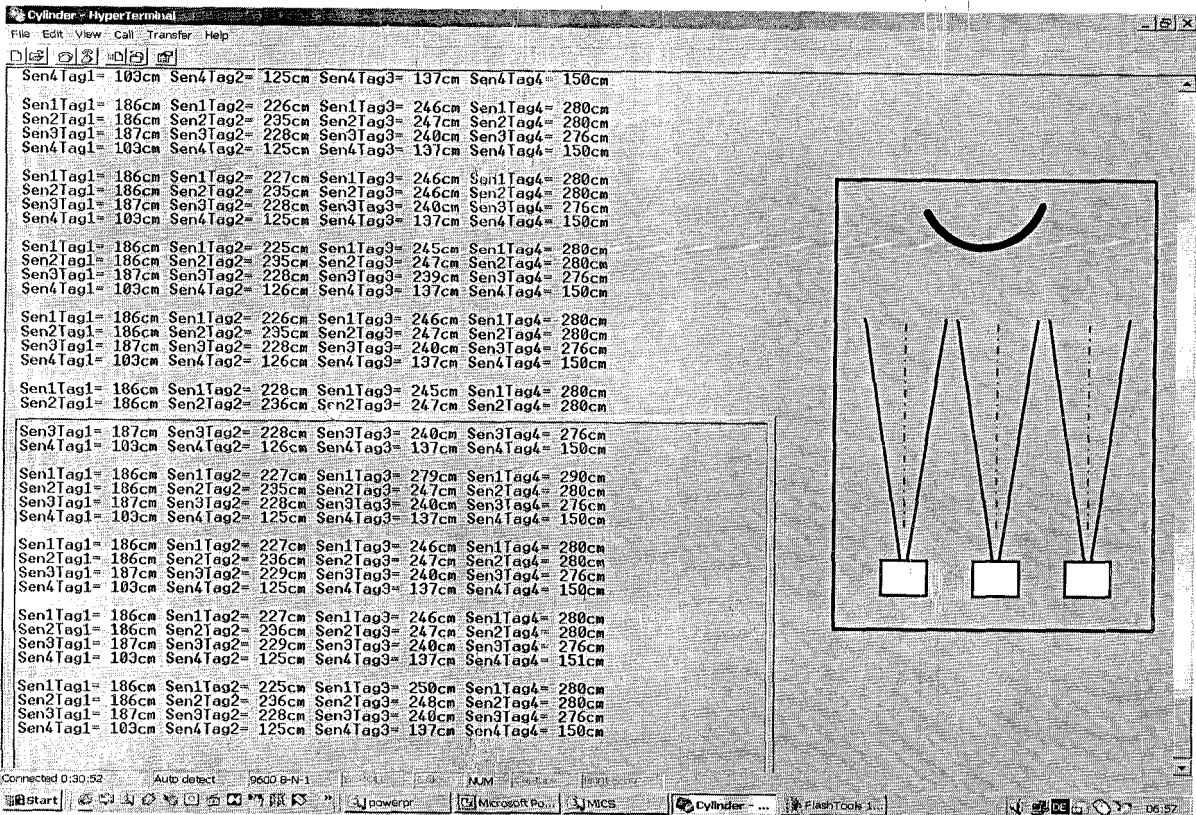 Cylinder - HyperTerminal
File Edit View Call Transfer Help
Sen4Tag1= 103cm Sen4Tag2= 125cm Sen4Tag3= 137cm Sen4Tag4= 150cm
Sen1Tag1= 186cm Sen1Tag2= 226cm Sen1Tag3= 246cm Sen1Tag4= 280cm
Sen2Tag1= 186cm Sen2Tag2= 235cm Sen2Tag3= 247cm Sen2Tag4= 280cm
Sen3Tag1= 187cm Sen3Tag2= 228cm Sen3Tag3= 240cm Sen3Tag4= 276cm
Sen4Tag1= 103cm Sen4Tag2= 125cm Sen4Tag3= 137cm Sen4Tag4= 150cm
Sen1Tag1= 186cm Sen1Tag2= 227cm Sen1Tag3= 246cm Sen1Tag4= 280cm
Sen2Tag1= 186cm Sen2Tag2= 235cm Sen2Tag3= 246cm Sen2Tag4= 280cm
Sen3Tag1= 187cm Sen3Tag2= 228cm Sen3Tag3= 240cm Sen3Tag4= 276cm
Sen4Tag1= 103cm Sen4Tag2= 125cm Sen4Tag3= 137cm Sen4Tag4= 150cm
Sen1Tag1= 186cm Sen1Tag2= 225cm Sen1Tag3= 245cm Sen1Tag4= 280cm
Sen2Tag1= 186cm Sen2Tag2= 235cm Sen2Tag3= 247cm Sen2Tag4= 280cm
Sen3Tag1= 187cm Sen3Tag2= 228cm Sen3Tag3= 239cm Sen3Tag4= 276cm
Sen4Tag1= 103cm Sen4Tag2= 126cm Sen4Tag3= 137cm Sen4Tag4= 150cm
Sen1Tag1= 186cm Sen1Tag2= 226cm Sen1Tag3= 246cm Sen1Tag4= 280cm
Sen2Tag1= 186cm Sen2Tag2= 235cm Sen2Tag3= 247cm Sen2Tag4= 280cm
Sen3Tag1= 187cm Sen3Tag2= 228cm Sen3Tag3= 240cm Sen3Tag4= 276cm
Sen4Tag1= 103cm Sen4Tag2= 126cm Sen4Tag3= 137cm Sen4Tag4= 150cm
Sen1Tag1= 186cm Sen1Tag2= 228cm Sen1Tag3= 245cm Sen1Tag4= 280cm
Sen2Tag1= 186cm Sen2Tag2= 236cm Sen2Tag3= 247cm Sen2Tag4= 280cm
Sen3Tag1= 187cm Sen3Tag2= 228cm Sen3Tag3= 240cm Sen3Tag4= 276cm
Sen4Tag1= 103cm Sen4Tag2= 126cm Sen4Tag3= 137cm Sen4Tag4= 150cm
Sen1Tag1= 186cm Sen1Tag2= 227cm Sen1Tag3= 279cm Sen1Tag4= 290cm
Sen2Tag1= 186cm Sen2Tag2= 235cm Sen2Tag3= 247cm Sen2Tag4= 280cm
Sen3Tag1= 187cm Sen3Tag2= 228cm Sen3Tag3= 240cm Sen3Tag4= 276cm
Sen4Tag1= 103cm Sen4Tag2= 125cm Sen4Tag3= 137cm Sen4Tag4= 150cm
Sen1Tag1= 186cm Sen1Tag2= 227cm Sen1Tag3= 246cm Sen1Tag4= 280cm
Sen2Tag1= 186cm Sen2Tag2= 236cm Sen2Tag3= 247cm Sen2Tag4= 280cm
Sen3Tag1= 187cm Sen3Tag2= 229cm Sen3Tag3= 240cm Sen3Tag4= 276cm
Sen4Tag1= 103cm Sen4Tag2= 125cm Sen4Tag3= 137cm Sen4Tag4= 150cm
Sen1Tag1= 186cm Sen1Tag2= 227cm Sen1Tag3= 246cm Sen1Tag4= 280cm
Sen2Tag1= 186cm Sen2Tag2= 236cm Sen2Tag3= 247cm Sen2Tag4= 280cm
Sen3Tag1= 187cm Sen3Tag2= 229cm Sen3Tag3= 240cm Sen3Tag4= 276cm
Sen4Tag1= 103cm Sen4Tag2= 125cm Sen4Tag3= 137cm Sen4Tag4= 151cm
Sen1Tag1= 186cm Sen1Tag2= 225cm Sen1Tag3= 250cm Sen1Tag4= 280cm
Sen2Tag1= 186cm Sen2Tag2= 236cm Sen2Tag3= 248cm Sen2Tag4= 280cm
Sen3Tag1= 187cm Sen3Tag2= 228cm Sen3Tag3= 240cm Sen3Tag4= 276cm
Sen4Tag1= 103cm Sen4Tag2= 125cm Sen4Tag3= 137cm Sen4Tag4= 150cm
Connected 0:30:52 Auto detect 9600 8-N-1 NUM
Start powerpr Microsoft Po... MICS Cylinder - ... FlashTools 1... DE 06:57